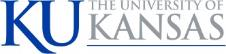 KU THE UNIVERSITY OF
KANSAS